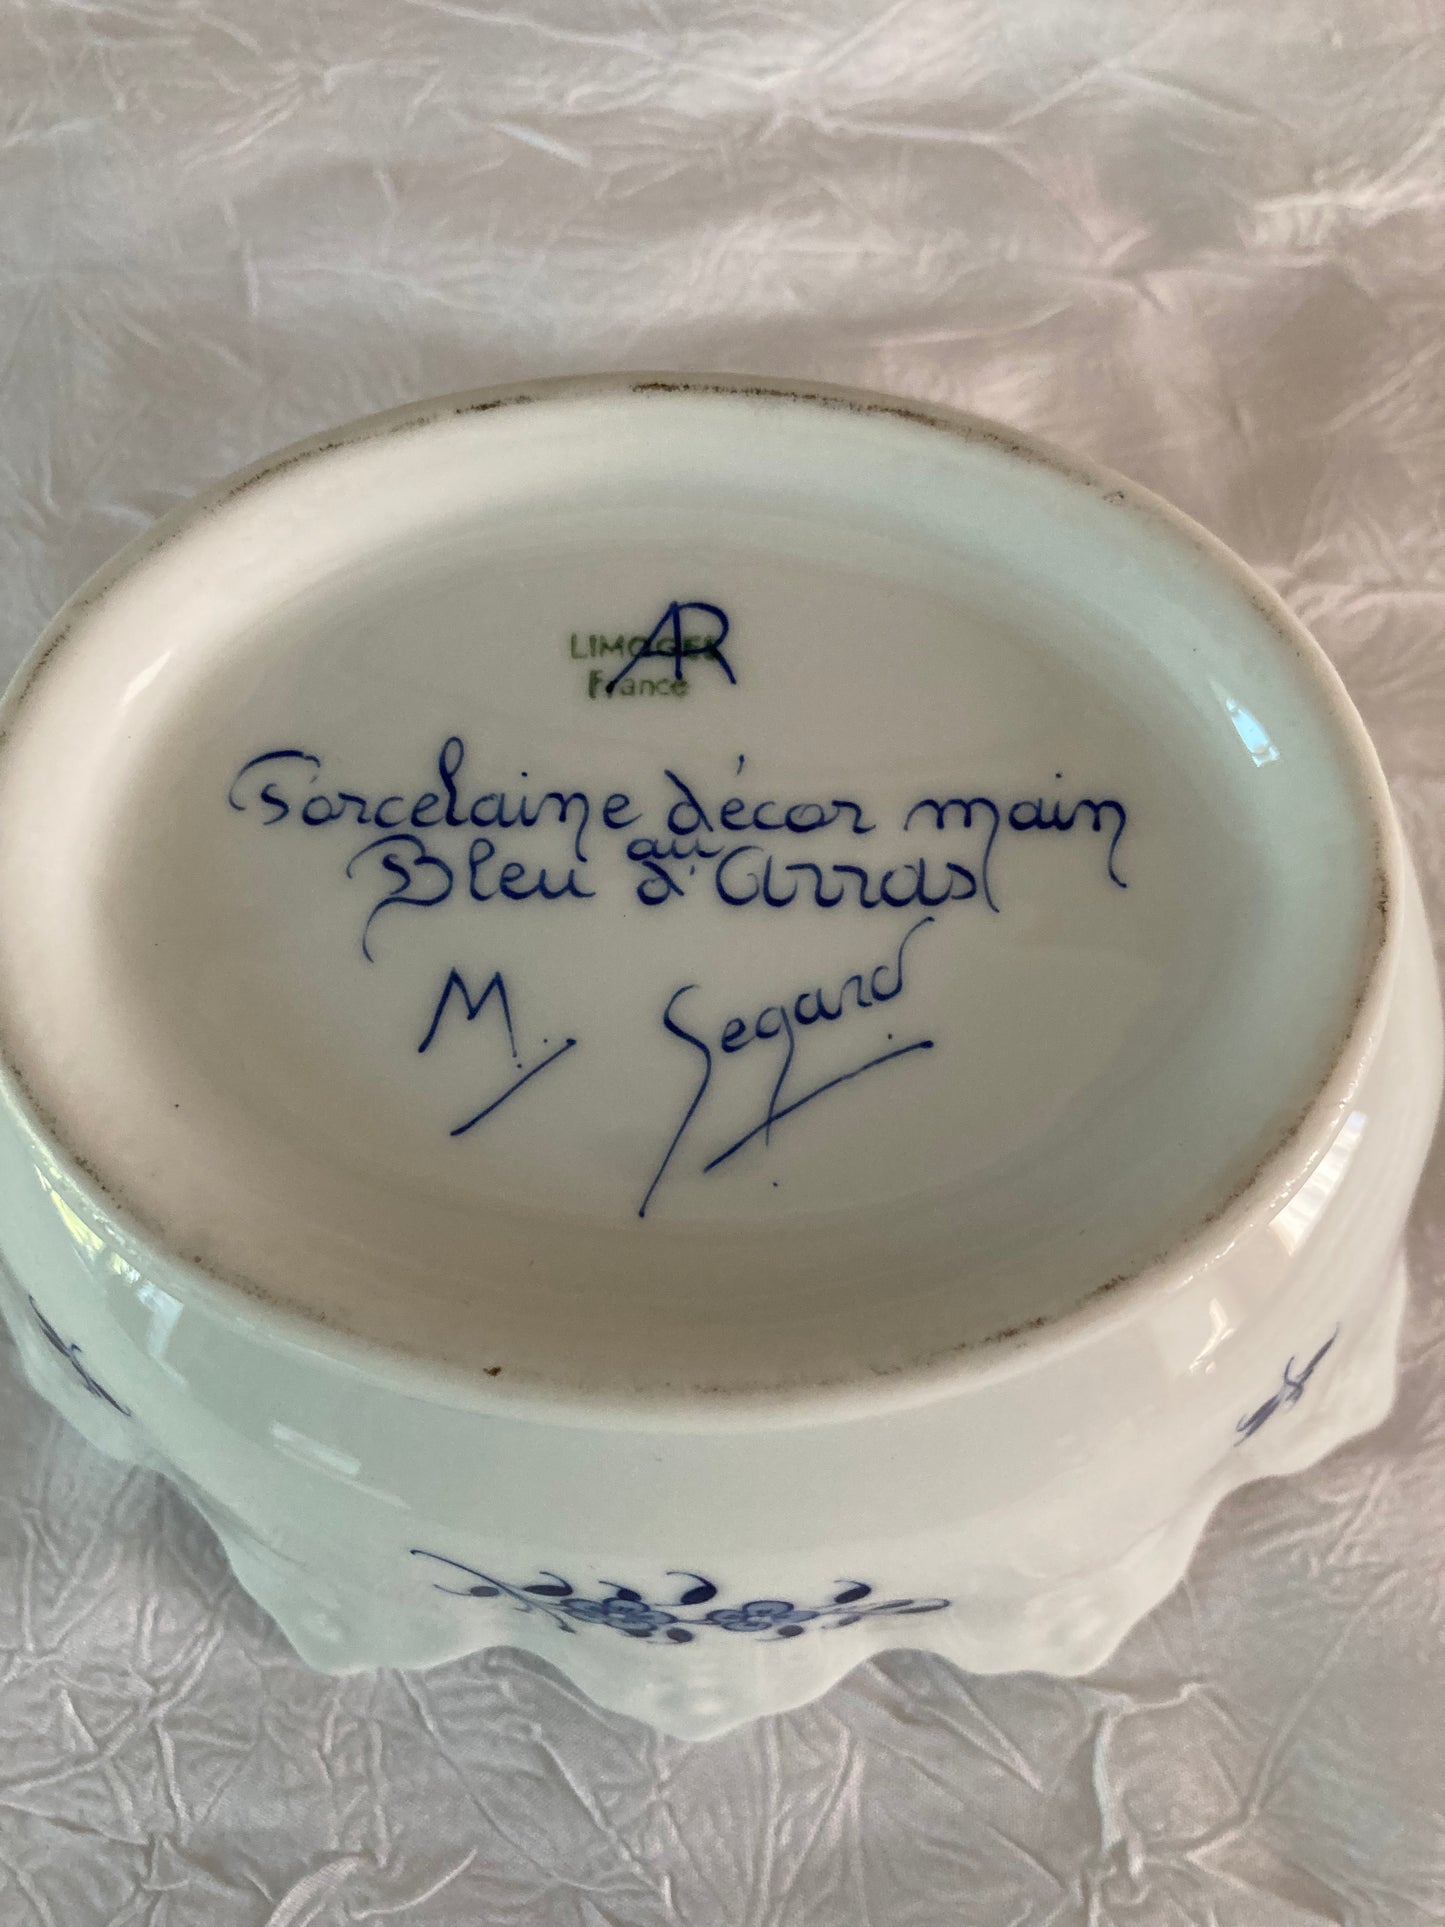 AR
LIMOGES
France
Porcelaine décor main
au
Bleu d'Arras
M. Segard